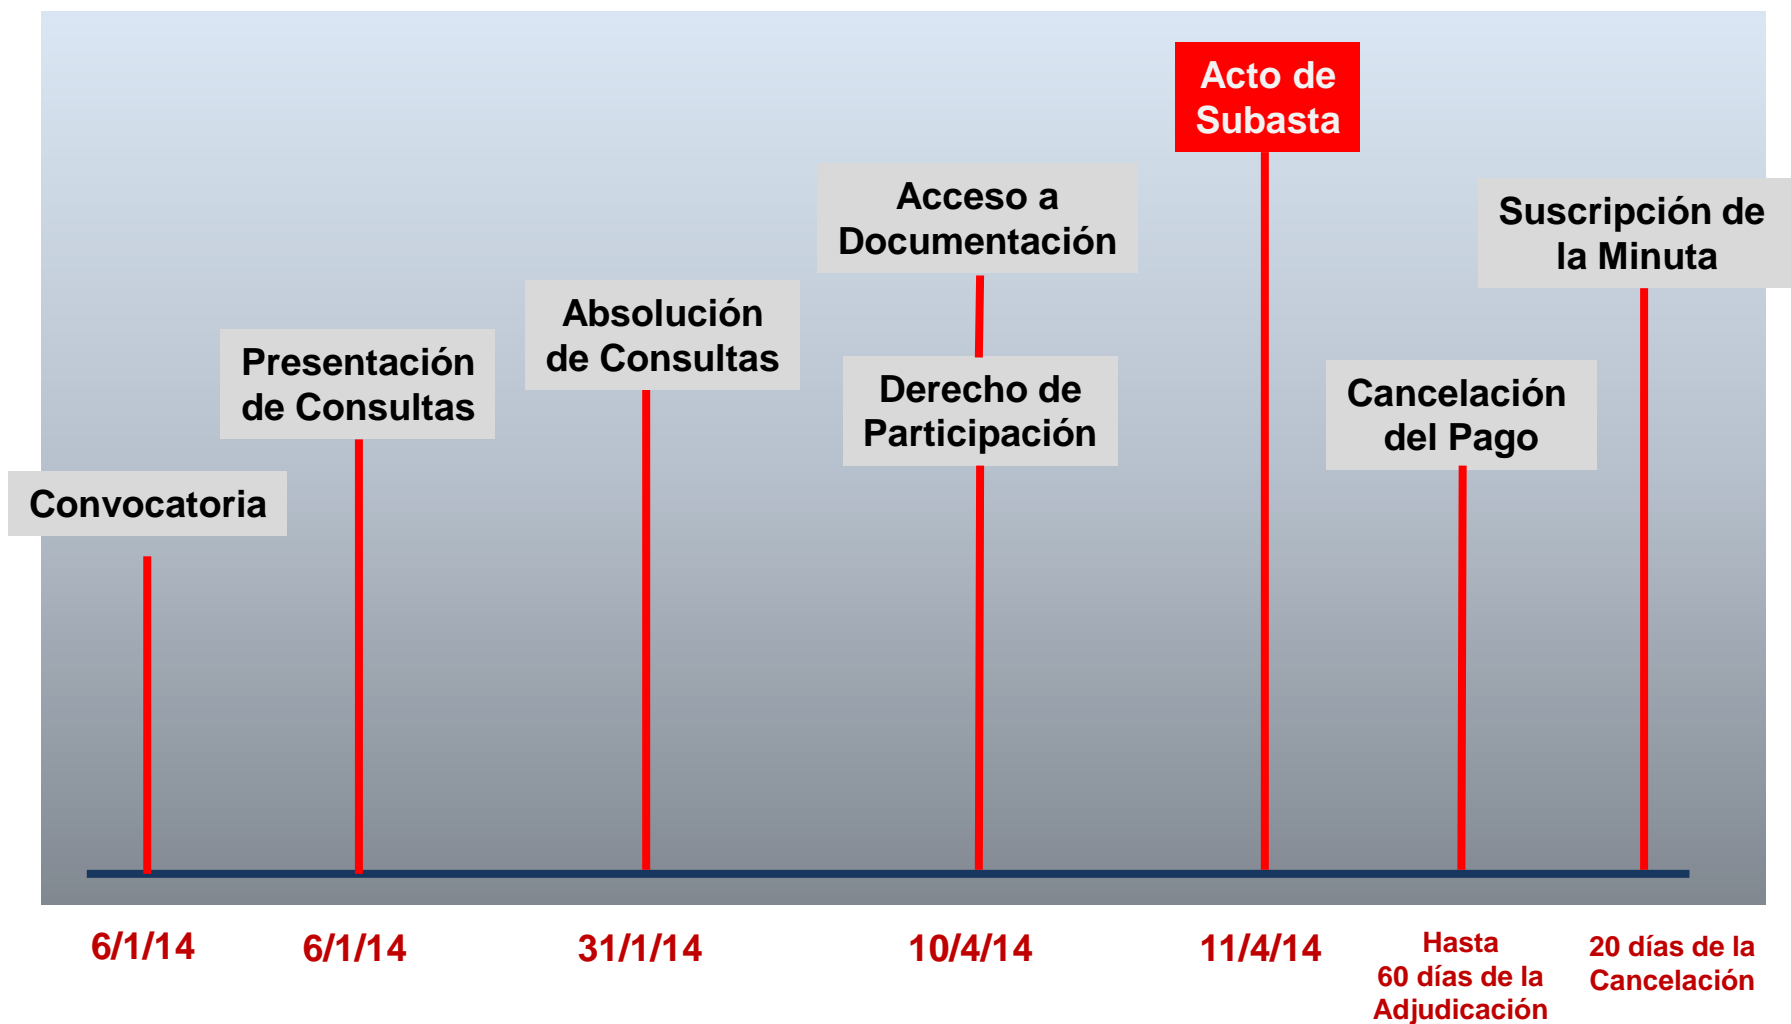 Acto de
Subasta
Acceso a
Documentación
Suscripción de
la Minuta
Absolución
de Consultas
Presentación
de Consultas
Derecho de
Participación
Cancelación
del Pago
Convocatoria
6/1/14
6/1/14
31/1/14
10/4/14
11/4/14
Hasta
60 días de la
Adjudicación
20 días de la
Cancelación